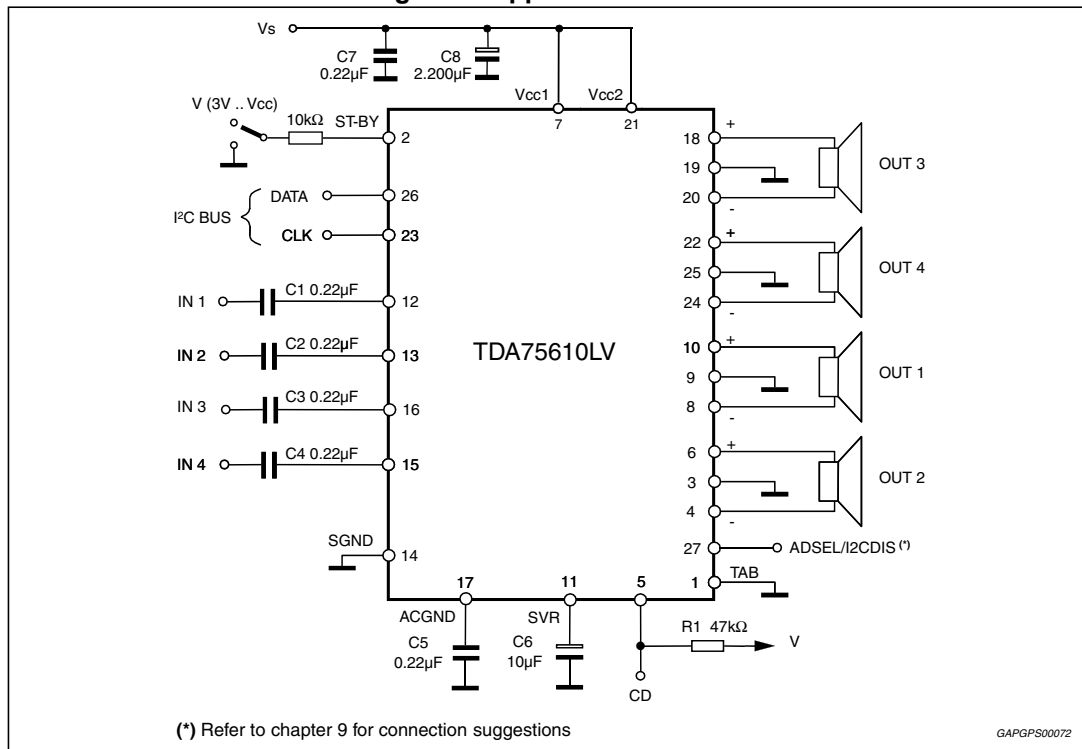 Vs
C7
0.22µF
C8
2.200µF
Vcc1
Vcc2
7
21
V (3V .. Vcc)
10kΩ
ST-BY
2
I²C BUS
DATA
26
CLK
23
IN 1
C1 0.22µF
12
IN 2
C2 0.22µF
13
IN 3
C3 0.22µF
16
IN 4
C4 0.22µF
15
SGND
14
TDA75610LV
18
+
19
20
-
OUT 3
22
+
25
24
-
OUT 4
10
+
9
8
-
OUT 1
6
+
3
4
-
OUT 2
27
ADSEL/I2CDIS (*)
1
TAB
17
11
5
ACGND
SVR
C5
0.22µF
C6
10µF
R1 47kΩ
V
CD
(*) Refer to chapter 9 for connection suggestions
GAPGPS00072